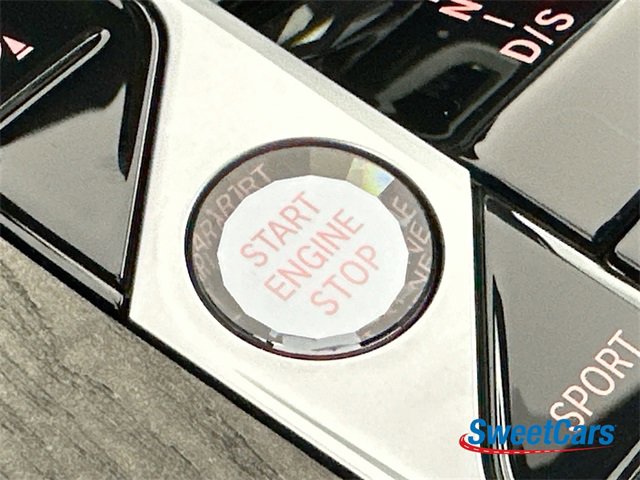 N
D/S
START
ENGINE
STOP
SPORT
SweetCars